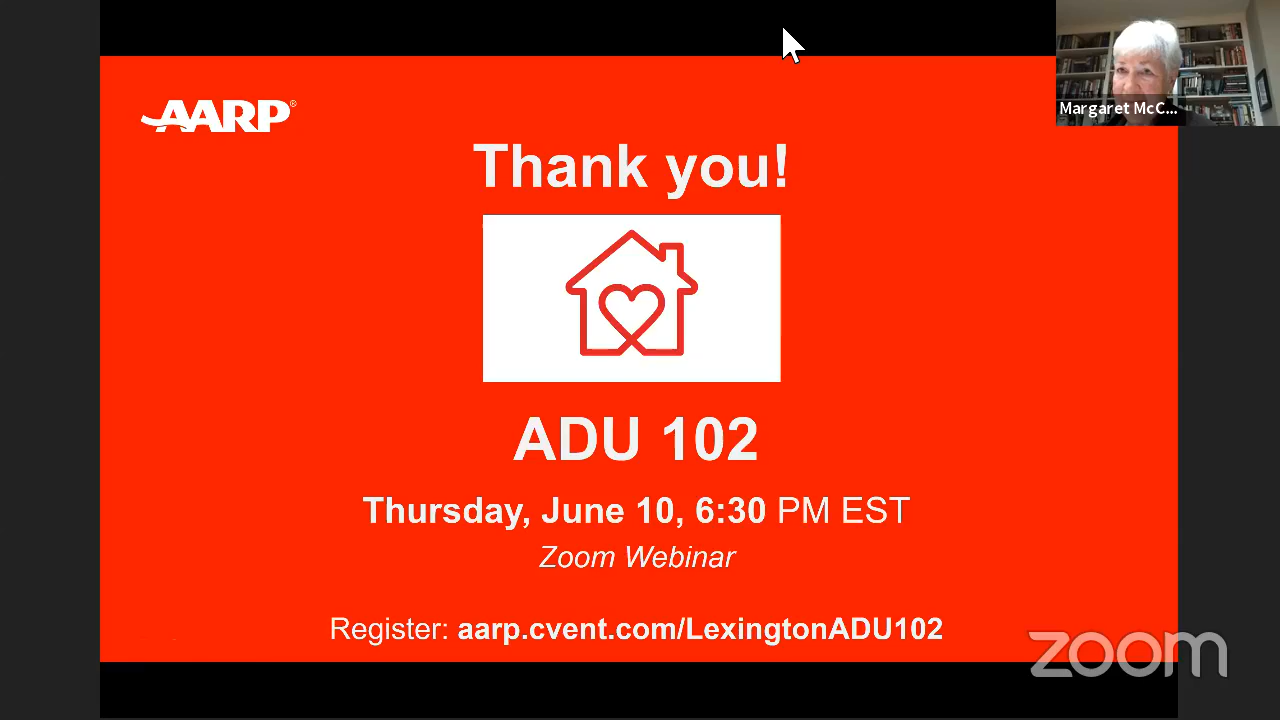 AARP®
Margaret McC...
Thank you!
ADU 102
Thursday, June 10, 6:30 PM EST
Zoom Webinar
Register: aarp.cvent.com/LexingtonADU102
zoom